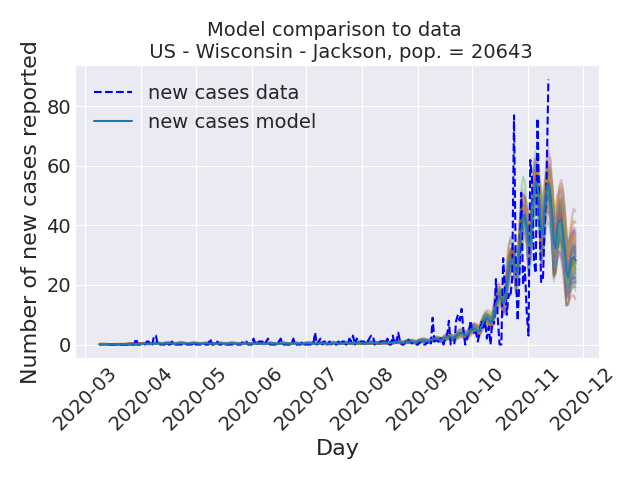 Model comparison to data
US - Wisconsin - Jackson, pop. = 20643
new cases data
new cases model
Number of new cases reported
80
60
40
20
0
2020-03
2020-04
2020-05
2020-06
2020-07
2020-08
2020-09
2020-10
2020-11
2020-12
Day